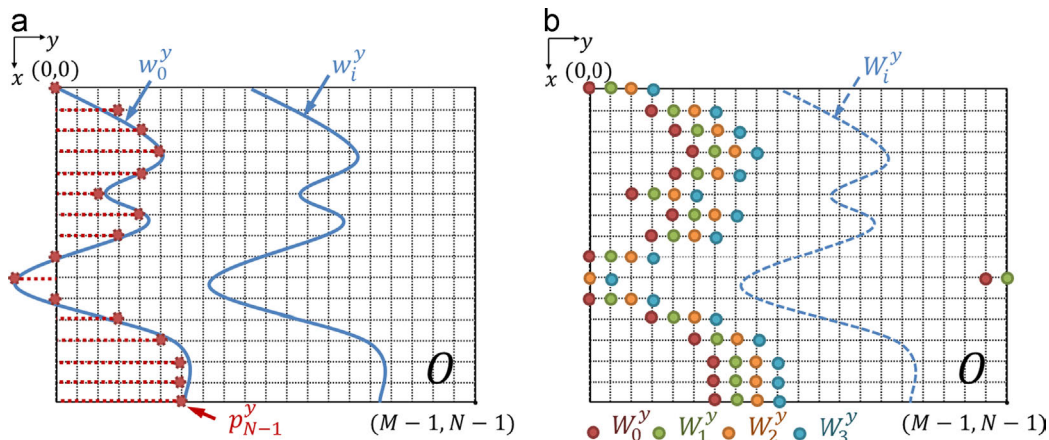 a
y
x
(0,0)
w_0^y
w_i^y
O
p_{N-1}^y
(M − 1, N − 1)
b
y
x
(0,0)
W_i^y
O
(M − 1, N − 1)
W_0^y W_1^y W_2^y W_3^y